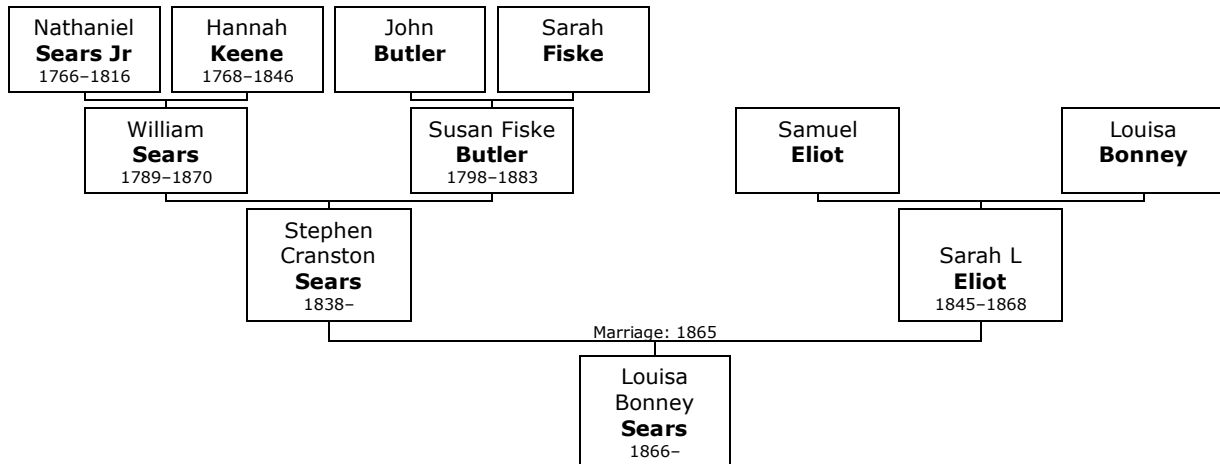 Nathaniel
Sears Jr
1766–1816
Hannah
Keene
1768–1846
John
Butler
Sarah
Fiske
William
Sears
1789–1870
Susan Fiske
Butler
1798–1883
Samuel
Eliot
Louisa
Bonney
Stephen
Cranston
Sears
1838–
Sarah L
Eliot
1845–1868
Marriage: 1865
Louisa
Bonney
Sears
1866–